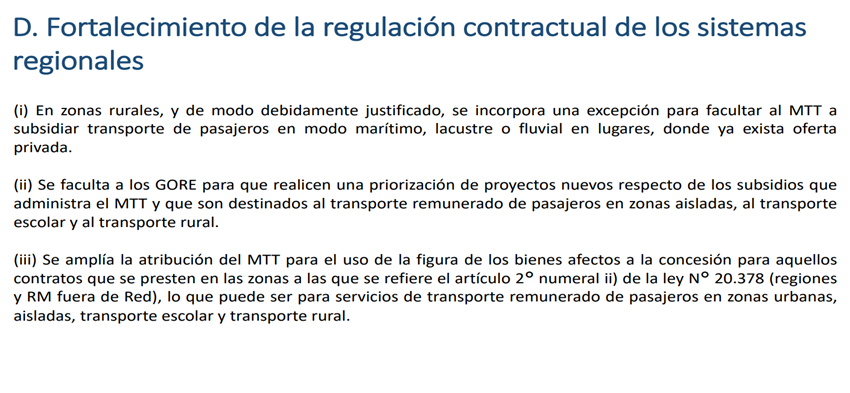 D. Fortalecimiento de la regulación contractual de los sistemas
regionales
(i) En zonas rurales, y de modo debidamente justificado, se incorpora una excepción para facultar al MTT a
subsidiar transporte de pasajeros en modo marítimo, lacustre o fluvial en lugares, donde ya exista oferta
privada.
(ii) Se faculta a los GORE para que realicen una priorización de proyectos nuevos respecto de los subsidios que
administra el MTT y que son destinados al transporte remunerado de pasajeros en zonas aisladas, al transporte
escolar y al transporte rural.
(iii) Se amplía la atribución del MTT para el uso de la figura de los bienes afectos a la concesión para aquellos
contratos que se presten en las zonas a las que se refiere el artículo 2° numeral ii) de la ley N° 20.378 (regiones
y RM fuera de Red), lo que puede ser para servicios de transporte remunerado de pasajeros en zonas urbanas,
aisladas, transporte escolar y transporte rural.